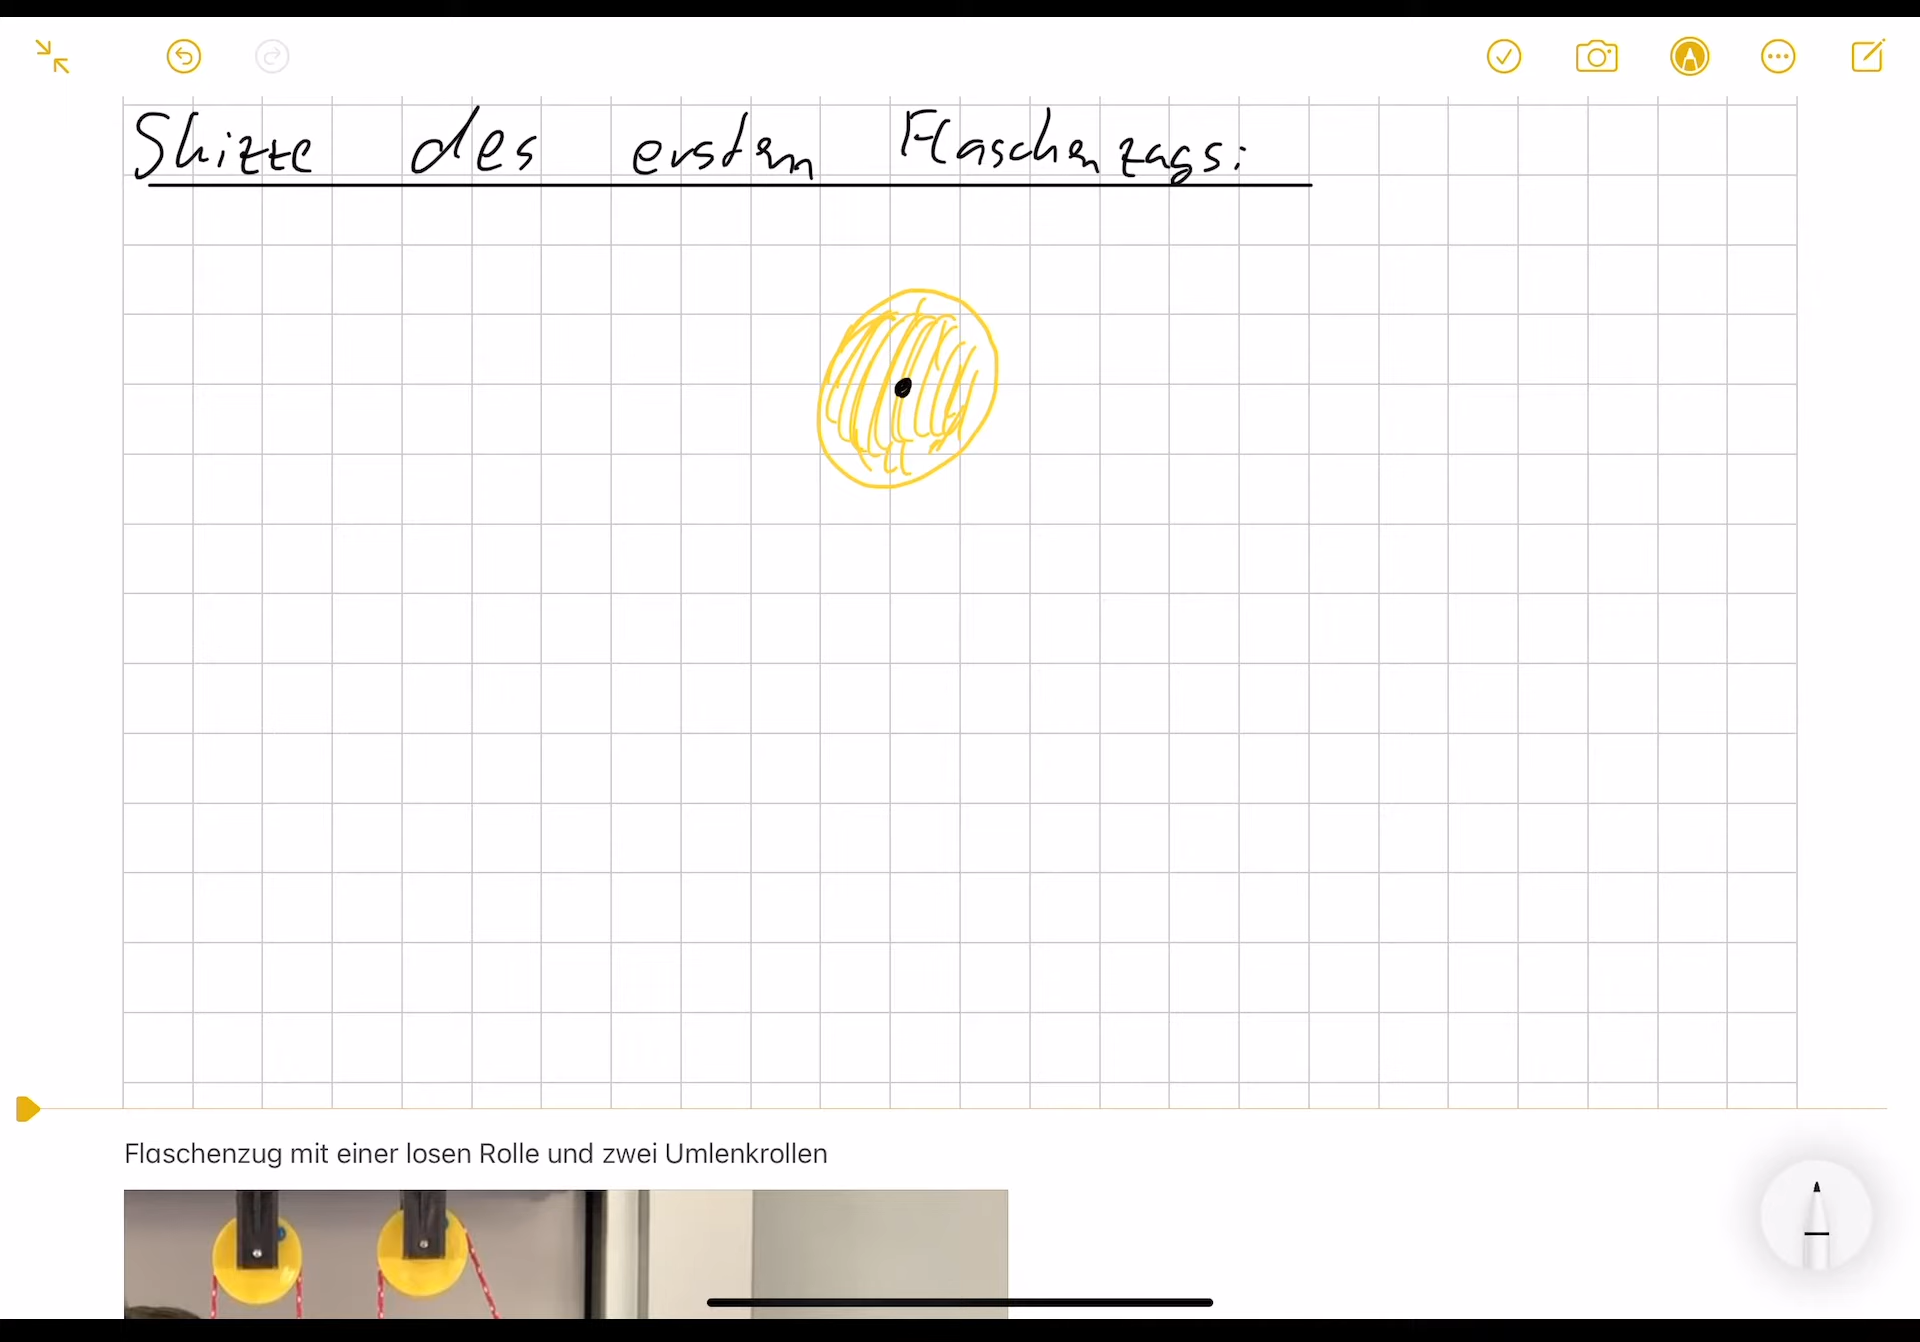 Skizze des ersten Flaschenzugs:
Flaschenzug mit einer losen Rolle und zwei Umlenkrollen